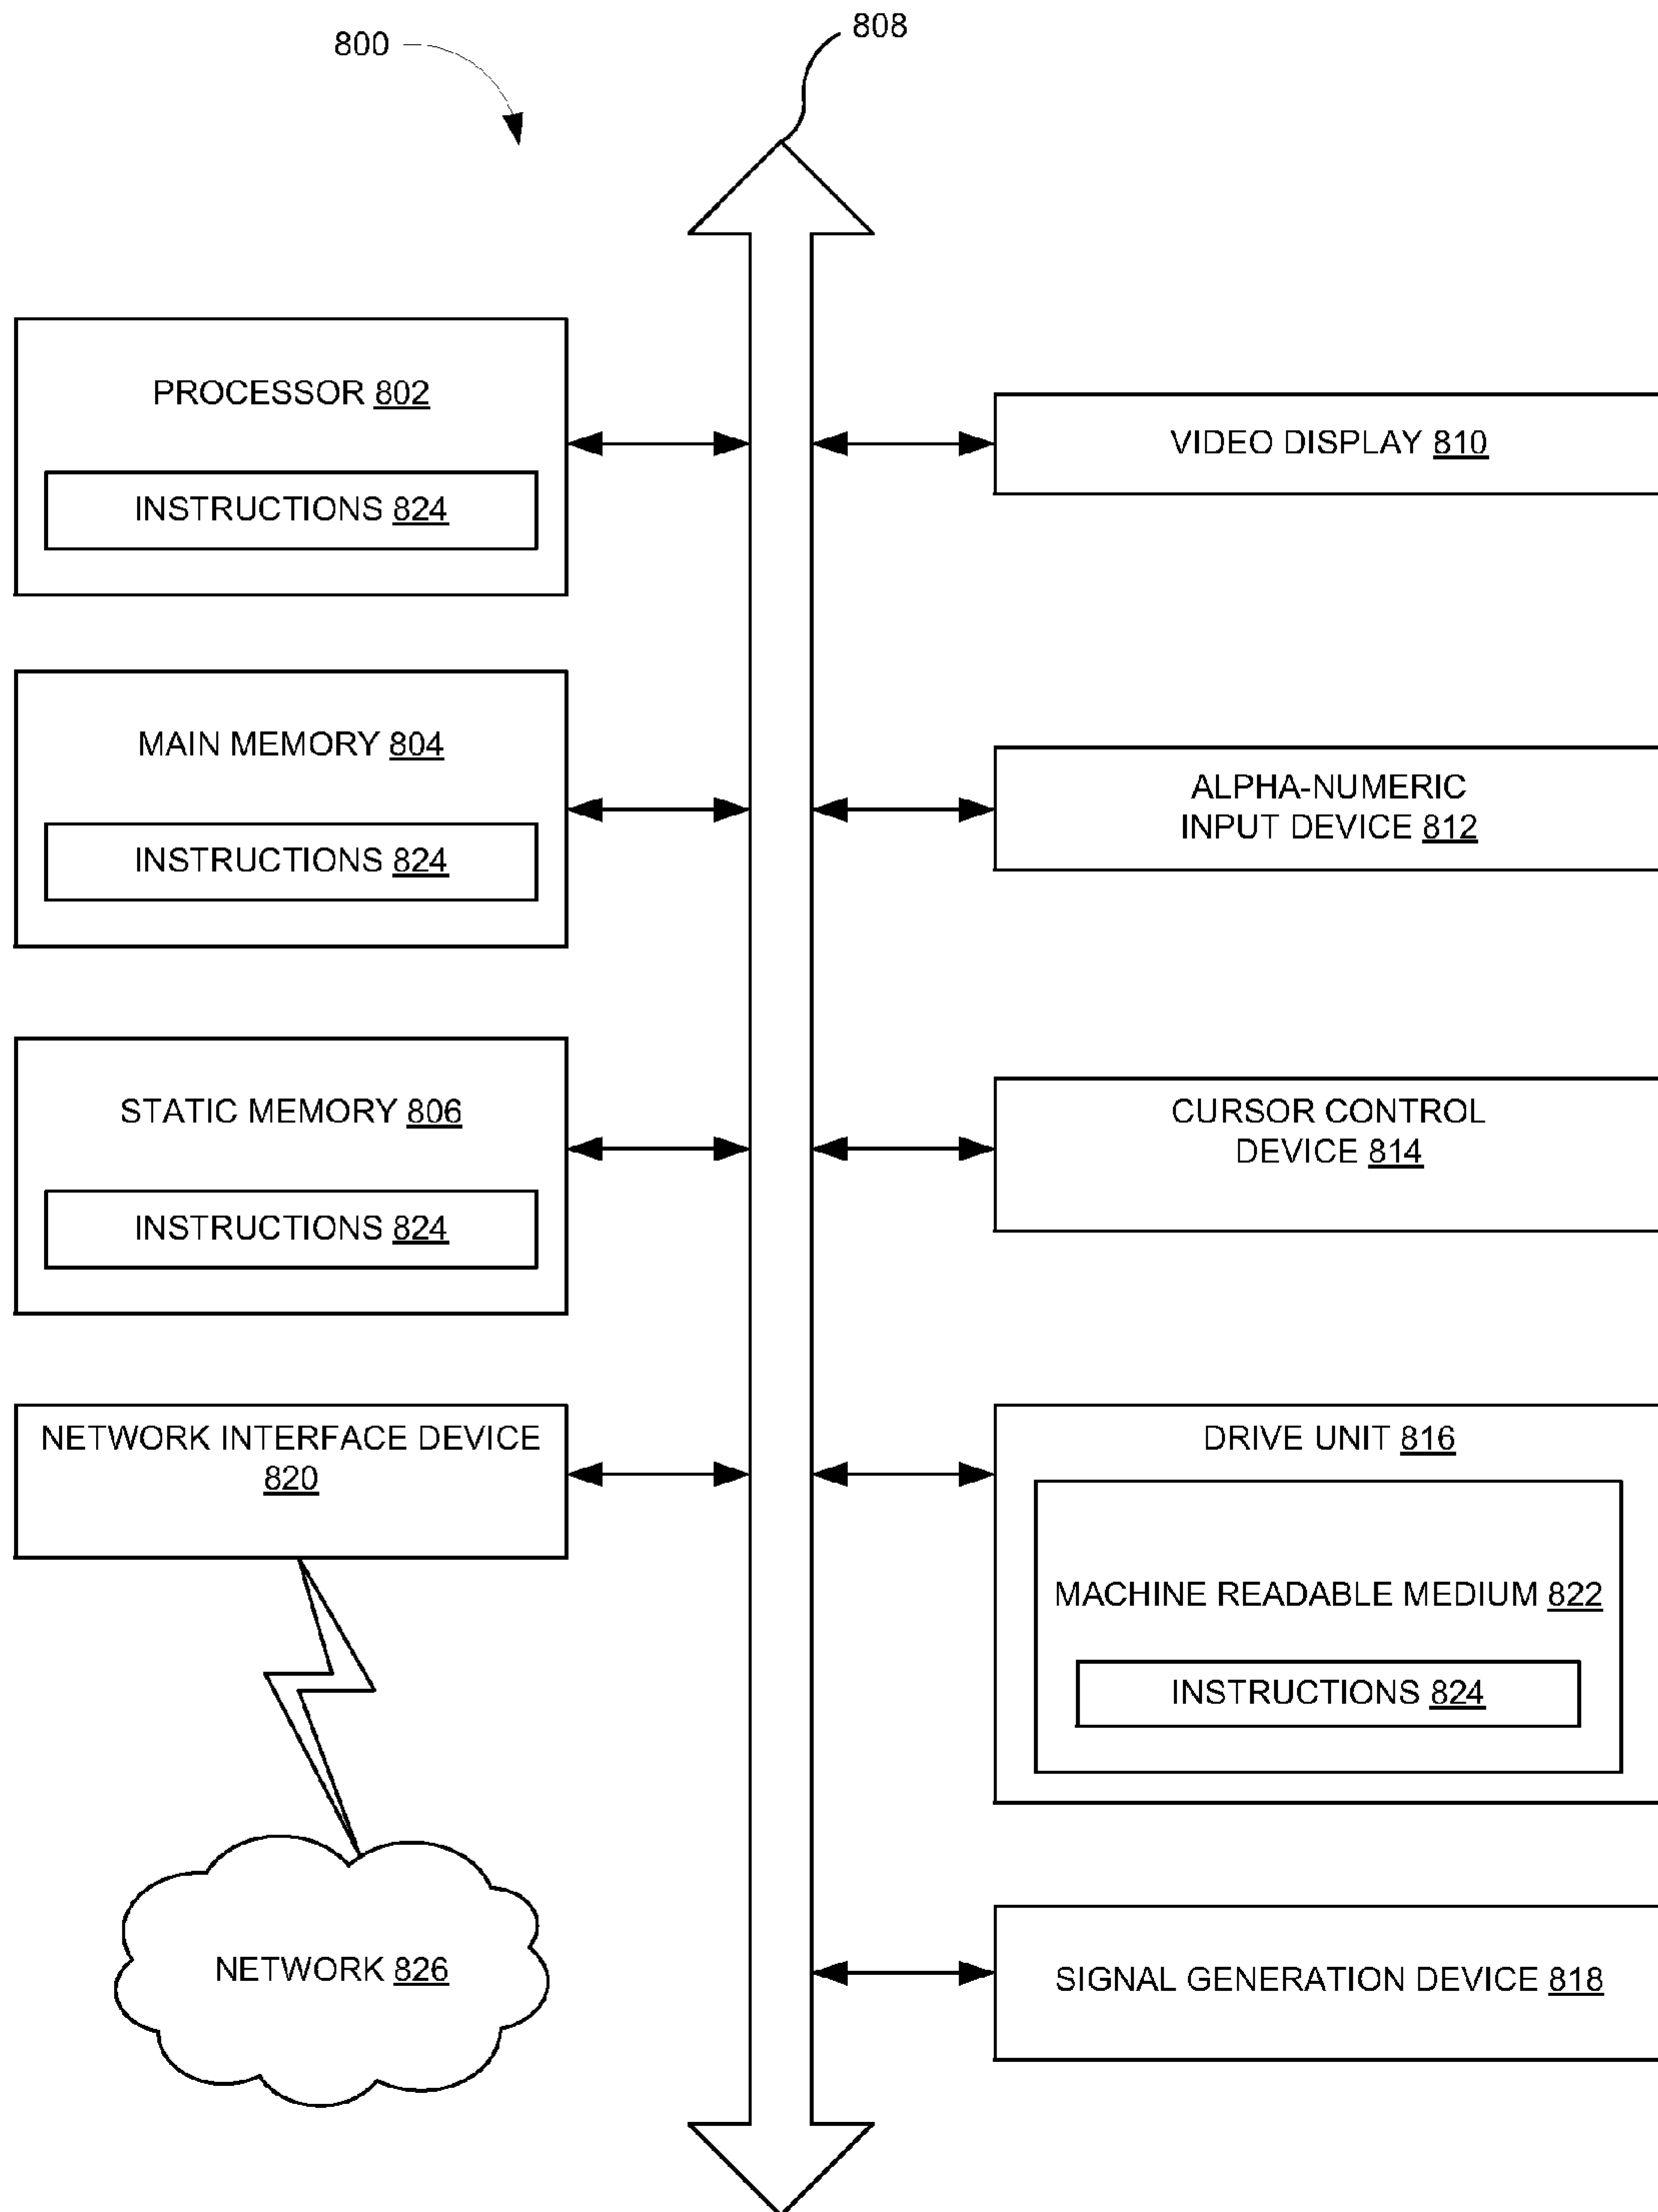 800
808
PROCESSOR 802
INSTRUCTIONS 824
VIDEO DISPLAY 810
MAIN MEMORY 804
INSTRUCTIONS 824
ALPHA-NUMERIC
INPUT DEVICE 812
STATIC MEMORY 806
INSTRUCTIONS 824
CURSOR CONTROL
DEVICE 814
NETWORK INTERFACE DEVICE
820
DRIVE UNIT 816
MACHINE READABLE MEDIUM 822
INSTRUCTIONS 824
NETWORK 826
SIGNAL GENERATION DEVICE 818